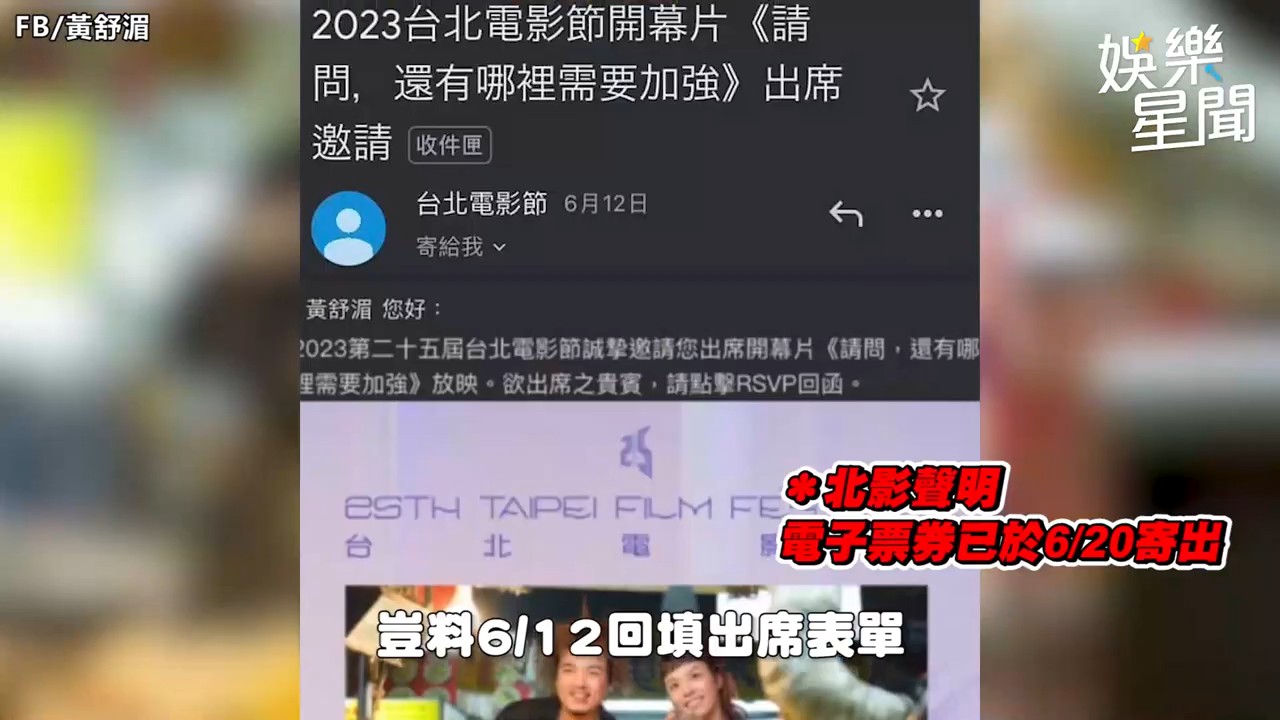 FB/黃舒湄
娛樂
星聞
2023台北電影節開幕片《請
問，還有哪裡需要加強》出席
邀請 收件匣
台北電影節 6月12日
寄給我
黃舒湄 您好：
2023第二十五屆台北電影節誠摯邀請您出席開幕片《請問，還有哪
裡需要加強》放映。欲出席之貴賓，請點擊RSVP回函。
25
25TH TAIPEI FILM FE
台北電影
＊北影聲明
電子票券已於6/20寄出
豈料6/12回填出席表單